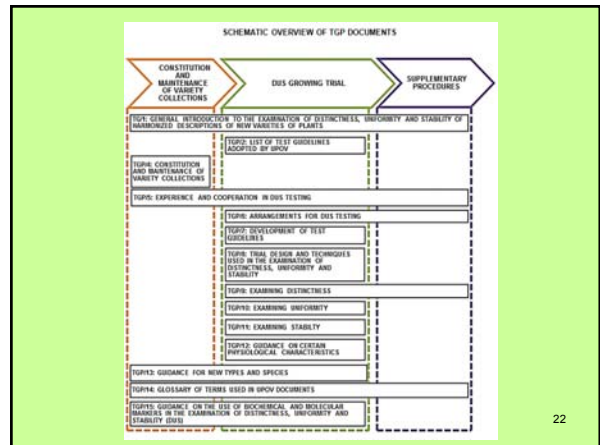 SCHEMATIC OVERVIEW OF TGP DOCUMENTS
CONSTITUTION
AND
MAINTENANCE
OF VARIETY
COLLECTIONS
DUS GROWING TRIAL
SUPPLEMENTARY
PROCEDURES
TG/1: GENERAL INTRODUCTION TO THE EXAMINATION OF DISTINCTNESS, UNIFORMITY AND STABILITY OF
HARMONIZED DESCRIPTIONS OF NEW VARIETIES OF PLANTS
TGP/2: LIST OF TEST GUIDELINES
ADOPTED BY UPOV
TGP/4: CONSTITUTION
AND MAINTENANCE OF
VARIETY COLLECTIONS
TGP/5: EXPERIENCE AND COOPERATION IN DUS TESTING
TGP/6: ARRANGEMENTS FOR DUS TESTING
TGP/7: DEVELOPMENT OF TEST
GUIDELINES
TGP/8: TRIAL DESIGN AND TECHNIQUES
USED IN THE EXAMINATION OF
DISTINCTNESS, UNIFORMITY AND
STABILITY
TGP/9: EXAMINING DISTINCTNESS
TGP/10: EXAMINING UNIFORMITY
TGP/11: EXAMINING STABILTY
TGP/12: GUIDANCE ON CERTAIN
PHYSIOLOGICAL CHARACTERISTICS
TGP/13: GUIDANCE FOR NEW TYPES AND SPECIES
TGP/14: GLOSSARY OF TERMS USED IN UPOV DOCUMENTS
TGP/15: GUIDANCE ON THE USE OF BIOCHEMICAL AND MOLECULAR
MARKERS IN THE EXAMINATION OF DISTINCTNESS, UNIFORMITY AND
STABILITY (DUS)
22